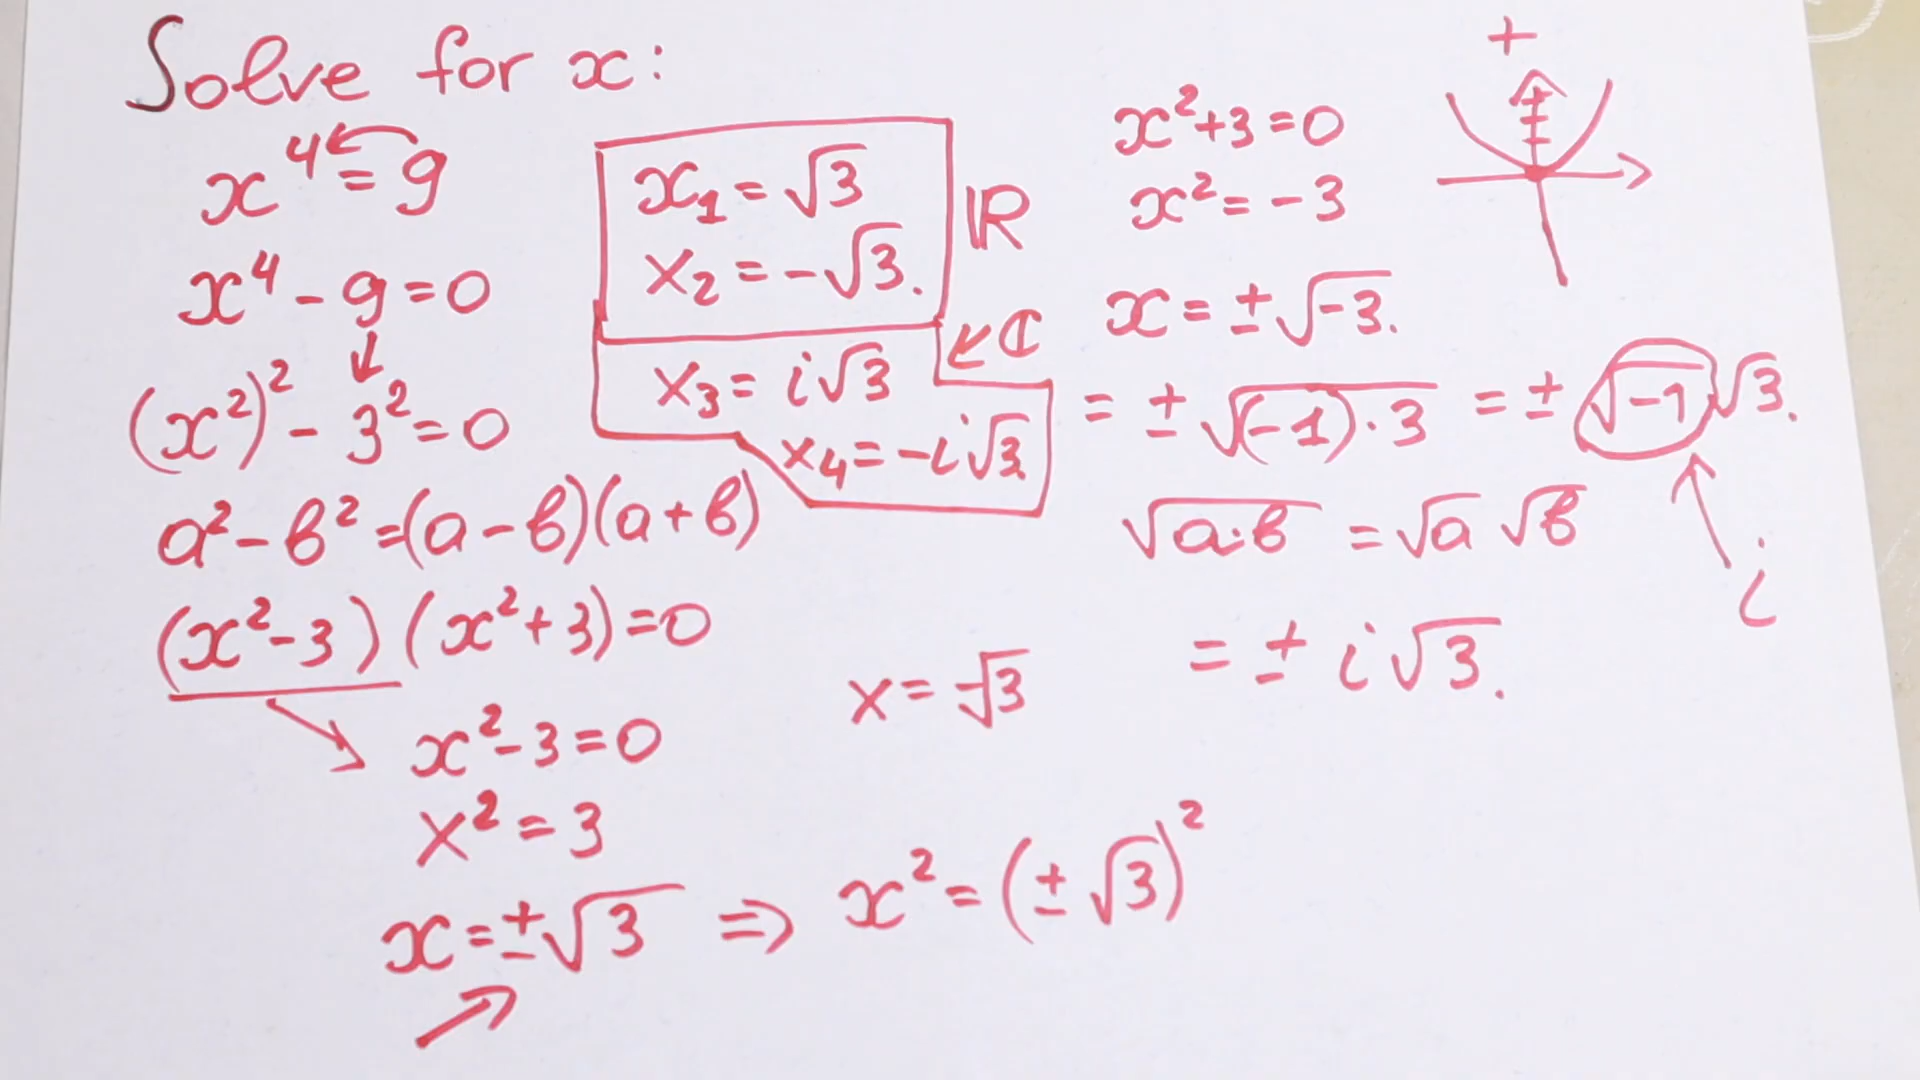 Solve for x:
x⁴ = 9
x⁴ - 9 = 0
(x²)² - 3² = 0
a² - b² = (a - b)(a + b)
(x² - 3)(x² + 3) = 0
x² - 3 = 0
x² = 3
x = ±√3 ⇒ x² = (±√3)²
x = √3
x₁ = √3
x₂ = -√3.
ℝ
x₃ = i√3
x₄ = -i√3
ℂ
x² + 3 = 0
x² = -3
x = ±√-3.
= ±√(-1)·3 = ±√-1 √3.
√a·b = √a √b
i
= ± i√3.
+